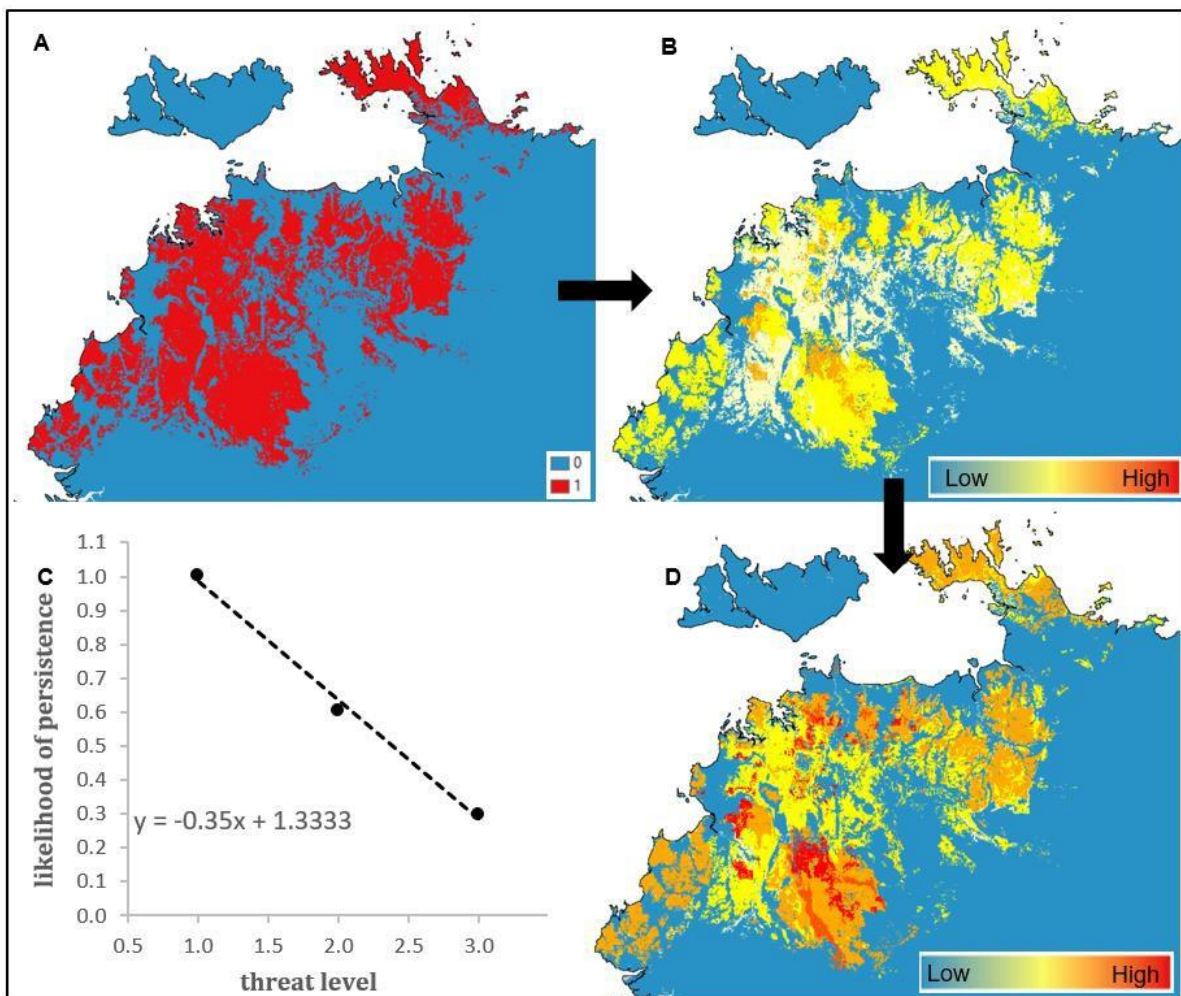 A
0
1
B
Low High
C
likelihood of persistence
1.1
1.0
0.9
0.8
0.7
0.6
0.5
0.4
0.3
0.2
0.1
0.0
y = -0.35x + 1.3333
0.5 1.0 1.5 2.0 2.5 3.0
threat level
D
Low High